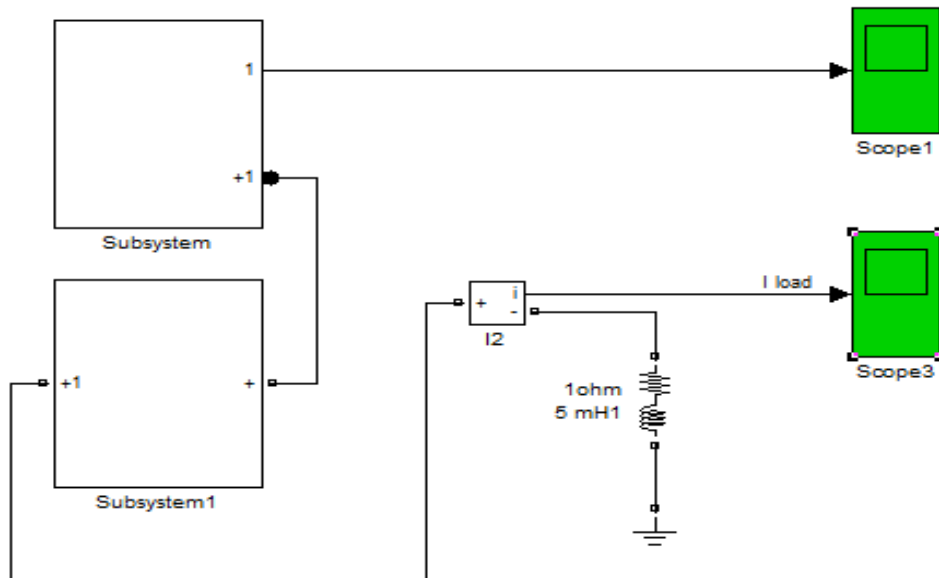 1
+1
Subsystem
Scope1
+1
+
Subsystem1
+
i
-
I2
I load
Scope3
1ohm
5 mH1